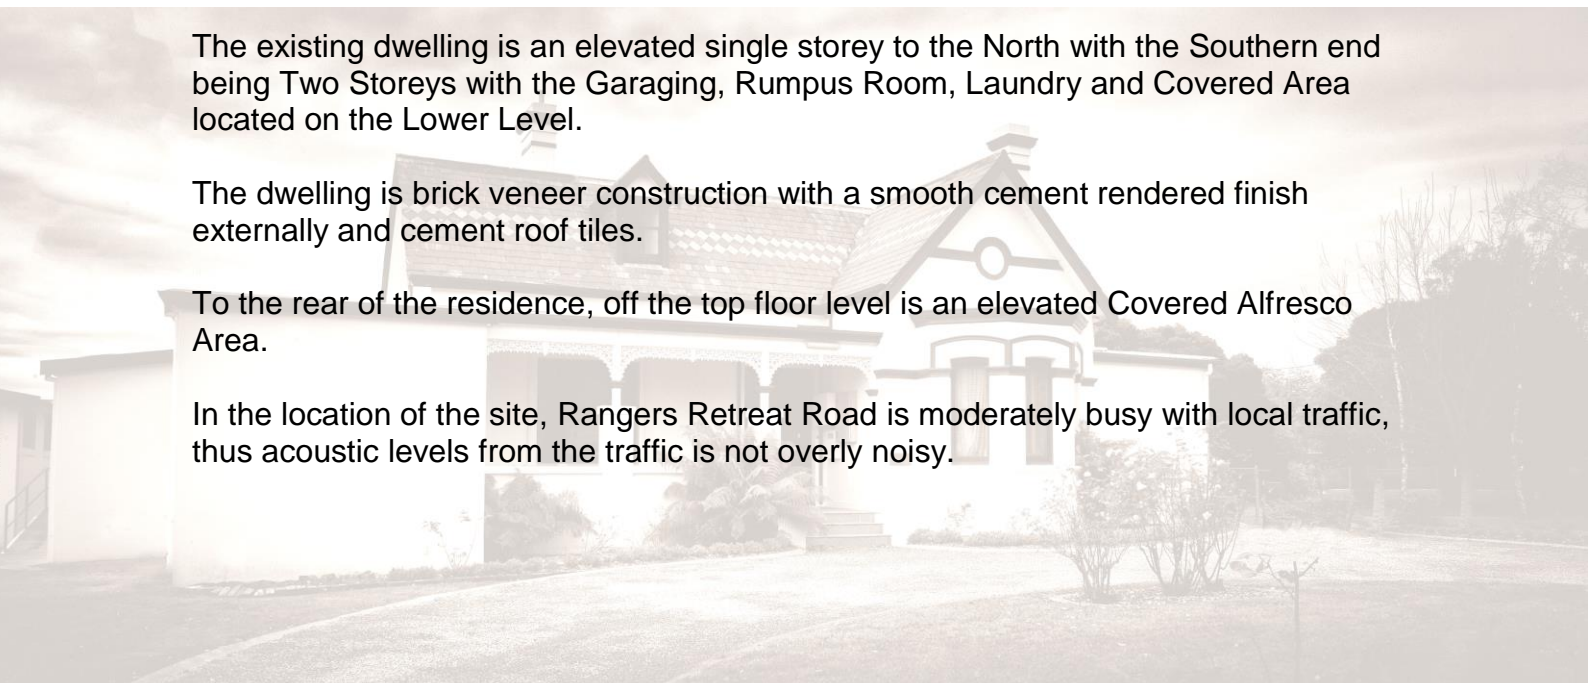 The existing dwelling is an elevated single storey to the North with the Southern end
being Two Storeys with the Garaging, Rumpus Room, Laundry and Covered Area
located on the Lower Level.
The dwelling is brick veneer construction with a smooth cement rendered finish
externally and cement roof tiles.
To the rear of the residence, off the top floor level is an elevated Covered Alfresco
Area.
In the location of the site, Rangers Retreat Road is moderately busy with local traffic,
thus acoustic levels from the traffic is not overly noisy.